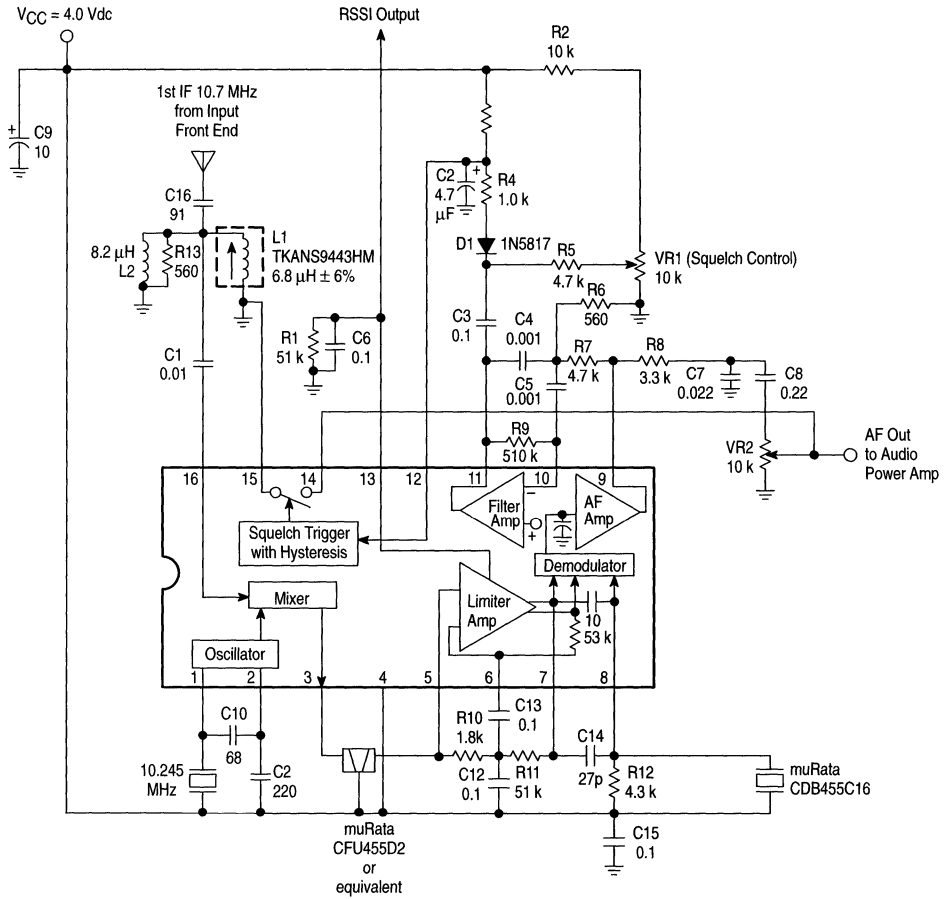 VCC = 4.0 Vdc
RSSI Output
R2
10 k
1st IF 10.7 MHz
from Input
Front End
+
C9
10
C16
91
C2
4.7
µF
+
R4
1.0 k
8.2 µH
L2
R13
560
L1
TKANS9443HM
6.8 µH ± 6%
D1
1N5817
R5
4.7 k
VR1 (Squelch Control)
10 k
R6
560
C3
0.1
C4
0.001
R1
51 k
C6
0.1
C1
0.01
R7
4.7 k
R8
3.3 k
C5
0.001
C7
0.022
C8
0.22
R9
510 k
VR2
10 k
AF Out
to Audio
Power Amp
16
15
14
13
12
11
10
9
Filter
Amp
–
+
AF
Amp
Squelch Trigger
with Hysteresis
Demodulator
Mixer
Limiter
Amp
10
53 k
Oscillator
1
2
3
4
5
6
7
8
C10
68
C13
0.1
R10
1.8k
C14
27p
10.245
MHz
C2
220
C12
0.1
R11
51 k
R12
4.3 k
muRata
CDB455C16
muRata
CFU455D2
or
equivalent
C15
0.1